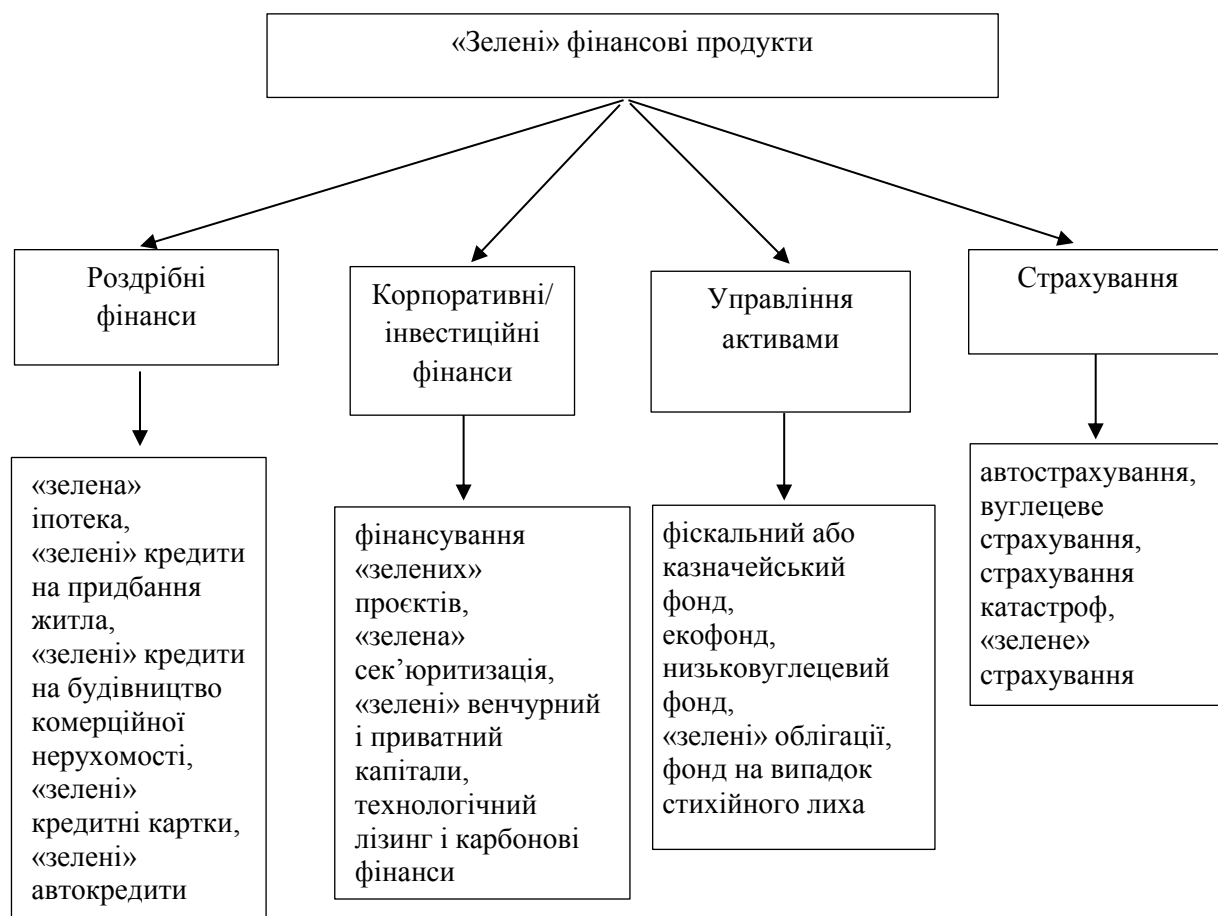 «Зелені» фінансові продукти
Роздрібні
фінанси
Корпоративні/
інвестиційні
фінанси
Управління
активами
Страхування
«зелена»
іпотека,
«зелені» кредити
на придбання
житла,
«зелені» кредити
на будівництво
комерційної
нерухомості,
«зелені»
кредитні картки,
«зелені»
автокредити
фінансування
«зелених»
проєктів,
«зелена»
сек’юритизація,
«зелені» венчурний
і приватний
капітали,
технологічний
лізинг і карбонові
фінанси
фіскальний або
казначейський
фонд,
екофонд,
низьковуглецевий
фонд,
«зелені» облігації,
фонд на випадок
стихійного лиха
автострахування,
вуглецеве
страхування,
страхування
катастроф,
«зелене»
страхування